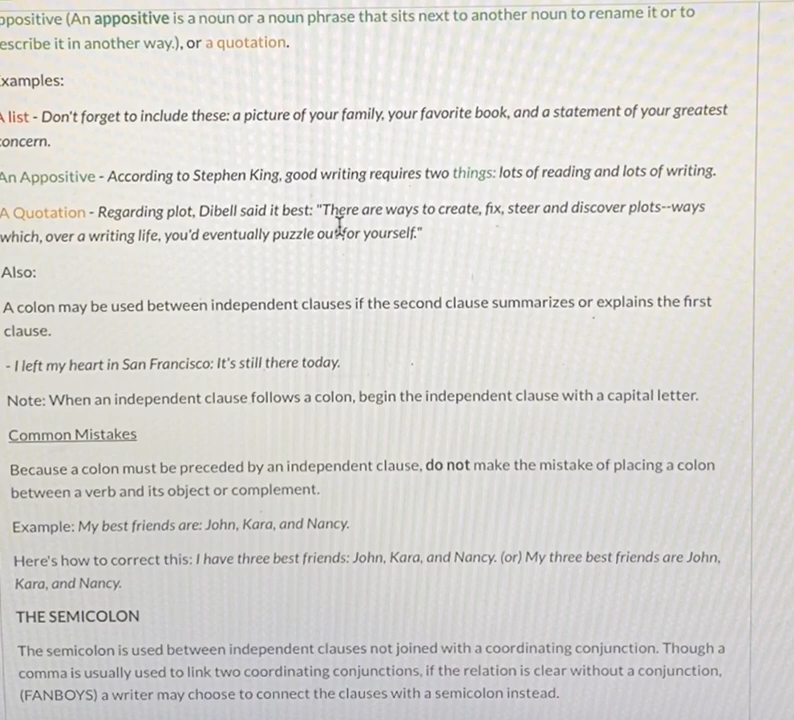 ppositive (An appositive is a noun or a noun phrase that sits next to another noun to rename it or to
escribe it in another way.), or a quotation.
xamples:
A list - Don't forget to include these: a picture of your family, your favorite book, and a statement of your greatest
concern.
An Appositive - According to Stephen King, good writing requires two things: lots of reading and lots of writing.
A Quotation - Regarding plot, Dibell said it best: "There are ways to create, fix, steer and discover plots--ways
which, over a writing life, you'd eventually puzzle out for yourself."
Also:
A colon may be used between independent clauses if the second clause summarizes or explains the first
clause.
- I left my heart in San Francisco: It's still there today.
Note: When an independent clause follows a colon, begin the independent clause with a capital letter.
Common Mistakes
Because a colon must be preceded by an independent clause, do not make the mistake of placing a colon
between a verb and its object or complement.
Example: My best friends are: John, Kara, and Nancy.
Here's how to correct this: I have three best friends: John, Kara, and Nancy. (or) My three best friends are John,
Kara, and Nancy.
THE SEMICOLON
The semicolon is used between independent clauses not joined with a coordinating conjunction. Though a
comma is usually used to link two coordinating conjunctions, if the relation is clear without a conjunction,
(FANBOYS) a writer may choose to connect the clauses with a semicolon instead.